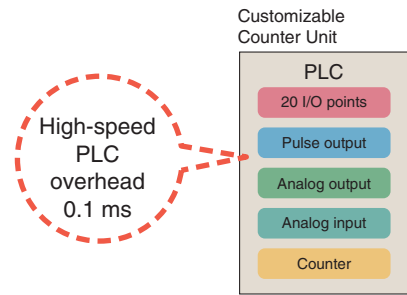 Customizable
Counter Unit
PLC
20 I/O points
Pulse output
Analog output
Analog input
Counter
High-speed
PLC
overhead
0.1 ms